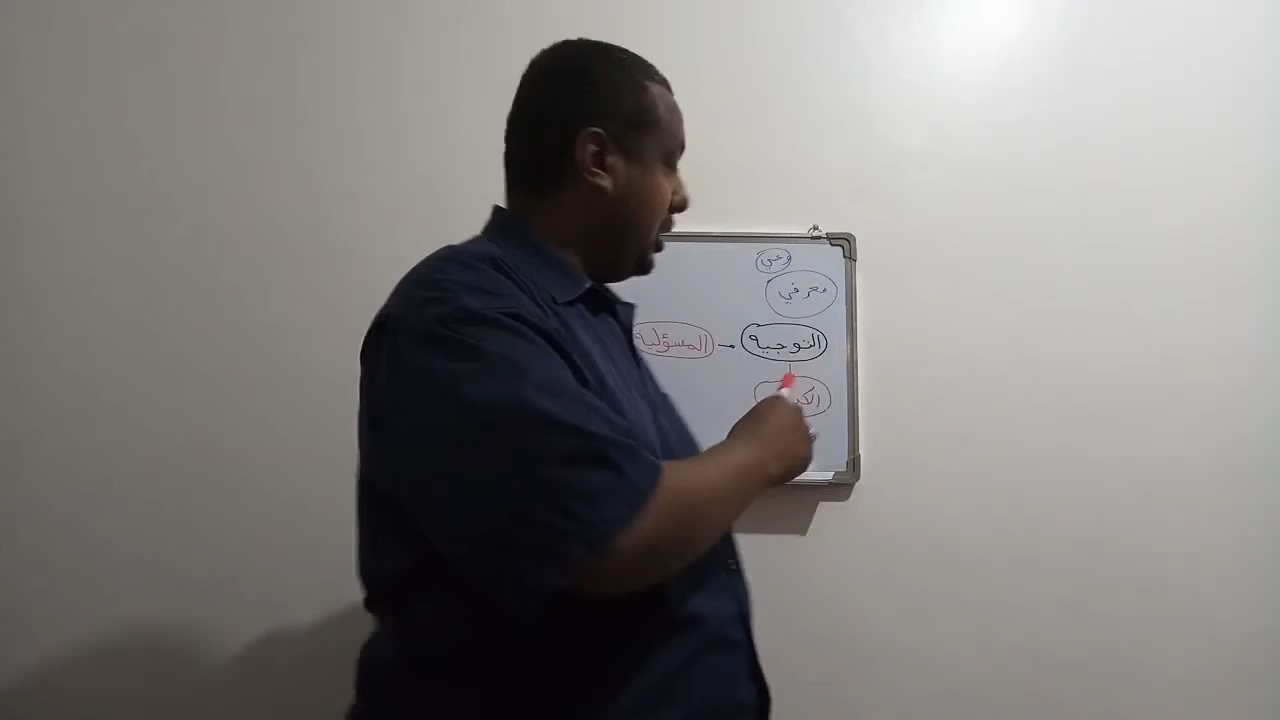 وعي
معرفي
التوجيه
المسؤلية